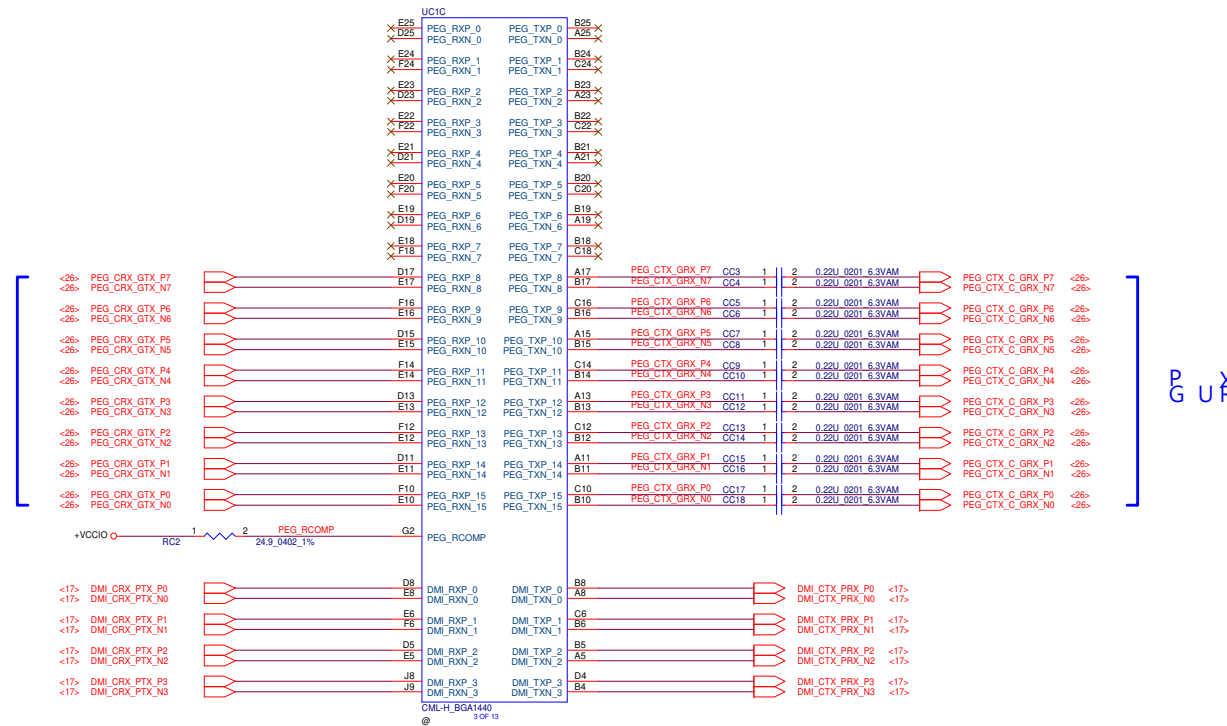 UC1C
E25 PEG_RXP_0 PEG_TXP_0 B25
D25 PEG_RXN_0 PEG_TXN_0 A25
E24 PEG_RXP_1 PEG_TXP_1 B24
F24 PEG_RXN_1 PEG_TXN_1 C24
E23 PEG_RXP_2 PEG_TXP_2 B23
D23 PEG_RXN_2 PEG_TXN_2 A23
E22 PEG_RXP_3 PEG_TXP_3 B22
F22 PEG_RXN_3 PEG_TXN_3 C22
E21 PEG_RXP_4 PEG_TXP_4 B21
D21 PEG_RXN_4 PEG_TXN_4 A21
E20 PEG_RXP_5 PEG_TXP_5 B20
F20 PEG_RXN_5 PEG_TXN_5 C20
E19 PEG_RXP_6 PEG_TXP_6 B19
D19 PEG_RXN_6 PEG_TXN_6 A19
E18 PEG_RXP_7 PEG_TXP_7 B18
F18 PEG_RXN_7 PEG_TXN_7 C18
<26> PEG_CRX_GTX_P7 D17 PEG_RXP_8 PEG_TXP_8 A17 PEG_CTX_GRX_P7 CC3 1 2 0.22U_0201_6.3VAM PEG_CTX_C_GRX_P7 <26>
<26> PEG_CRX_GTX_N7 E17 PEG_RXN_8 PEG_TXN_8 B17 PEG_CTX_GRX_N7 CC4 1 2 0.22U_0201_6.3VAM PEG_CTX_C_GRX_N7 <26>
<26> PEG_CRX_GTX_P6 F16 PEG_RXP_9 PEG_TXP_9 C16 PEG_CTX_GRX_P6 CC5 1 2 0.22U_0201_6.3VAM PEG_CTX_C_GRX_P6 <26>
<26> PEG_CRX_GTX_N6 E16 PEG_RXN_9 PEG_TXN_9 B16 PEG_CTX_GRX_N6 CC6 1 2 0.22U_0201_6.3VAM PEG_CTX_C_GRX_N6 <26>
<26> PEG_CRX_GTX_P5 D15 PEG_RXP_10 PEG_TXP_10 A15 PEG_CTX_GRX_P5 CC7 1 2 0.22U_0201_6.3VAM PEG_CTX_C_GRX_P5 <26>
<26> PEG_CRX_GTX_N5 E15 PEG_RXN_10 PEG_TXN_10 B15 PEG_CTX_GRX_N5 CC8 1 2 0.22U_0201_6.3VAM PEG_CTX_C_GRX_N5 <26>
<26> PEG_CRX_GTX_P4 F14 PEG_RXP_11 PEG_TXP_11 C14 PEG_CTX_GRX_P4 CC9 1 2 0.22U_0201_6.3VAM PEG_CTX_C_GRX_P4 <26>
<26> PEG_CRX_GTX_N4 E14 PEG_RXN_11 PEG_TXN_11 B14 PEG_CTX_GRX_N4 CC10 1 2 0.22U_0201_6.3VAM PEG_CTX_C_GRX_N4 <26>
<26> PEG_CRX_GTX_P3 D13 PEG_RXP_12 PEG_TXP_12 A13 PEG_CTX_GRX_P3 CC11 1 2 0.22U_0201_6.3VAM PEG_CTX_C_GRX_P3 <26>
<26> PEG_CRX_GTX_N3 E13 PEG_RXN_12 PEG_TXN_12 B13 PEG_CTX_GRX_N3 CC12 1 2 0.22U_0201_6.3VAM PEG_CTX_C_GRX_N3 <26>
<26> PEG_CRX_GTX_P2 F12 PEG_RXP_13 PEG_TXP_13 C12 PEG_CTX_GRX_P2 CC13 1 2 0.22U_0201_6.3VAM PEG_CTX_C_GRX_P2 <26>
<26> PEG_CRX_GTX_N2 E12 PEG_RXN_13 PEG_TXN_13 B12 PEG_CTX_GRX_N2 CC14 1 2 0.22U_0201_6.3VAM PEG_CTX_C_GRX_N2 <26>
<26> PEG_CRX_GTX_P1 D11 PEG_RXP_14 PEG_TXP_14 A11 PEG_CTX_GRX_P1 CC15 1 2 0.22U_0201_6.3VAM PEG_CTX_C_GRX_P1 <26>
<26> PEG_CRX_GTX_N1 E11 PEG_RXN_14 PEG_TXN_14 B11 PEG_CTX_GRX_N1 CC16 1 2 0.22U_0201_6.3VAM PEG_CTX_C_GRX_N1 <26>
<26> PEG_CRX_GTX_P0 F10 PEG_RXP_15 PEG_TXP_15 C10 PEG_CTX_GRX_P0 CC17 1 2 0.22U_0201_6.3VAM PEG_CTX_C_GRX_P0 <26>
<26> PEG_CRX_GTX_N0 E10 PEG_RXN_15 PEG_TXN_15 B10 PEG_CTX_GRX_N0 CC18 1 2 0.22U_0201_6.3VAM PEG_CTX_C_GRX_N0 <26>
P X
G UR
+VCCIO 1 2 PEG_RCOMP G2 PEG_RCOMP
RC2 24.9_0402_1%
<17> DMI_CRX_PTX_P0 D8 DMI_RXP_0 DMI_TXP_0 B8 DMI_CTX_PRX_P0 <17>
<17> DMI_CRX_PTX_N0 E8 DMI_RXN_0 DMI_TXN_0 A8 DMI_CTX_PRX_N0 <17>
<17> DMI_CRX_PTX_P1 E6 DMI_RXP_1 DMI_TXP_1 C6 DMI_CTX_PRX_P1 <17>
<17> DMI_CRX_PTX_N1 F6 DMI_RXN_1 DMI_TXN_1 B6 DMI_CTX_PRX_N1 <17>
<17> DMI_CRX_PTX_P2 D5 DMI_RXP_2 DMI_TXP_2 B5 DMI_CTX_PRX_P2 <17>
<17> DMI_CRX_PTX_N2 E5 DMI_RXN_2 DMI_TXN_2 A5 DMI_CTX_PRX_N2 <17>
<17> DMI_CRX_PTX_P3 J8 DMI_RXP_3 DMI_TXP_3 D4 DMI_CTX_PRX_P3 <17>
<17> DMI_CRX_PTX_N3 J9 DMI_RXN_3 DMI_TXN_3 B4 DMI_CTX_PRX_N3 <17>
CML-H_BGA1440
3 OF 13
@